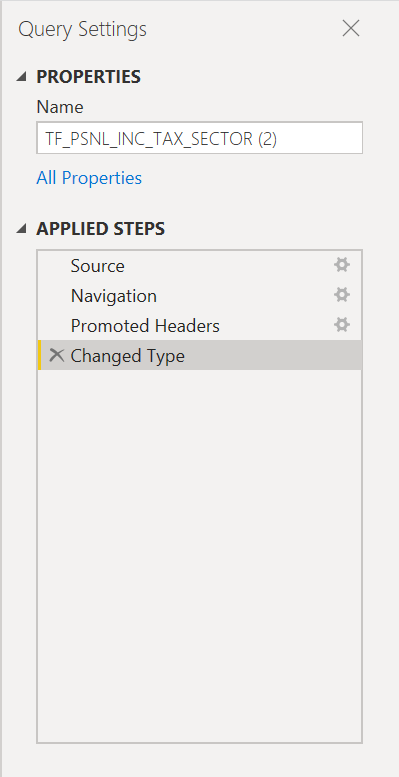 Query Settings
PROPERTIES
Name
TF_PSNL_INC_TAX_SECTOR (2)
All Properties
APPLIED STEPS
Source
Navigation
Promoted Headers
Changed Type